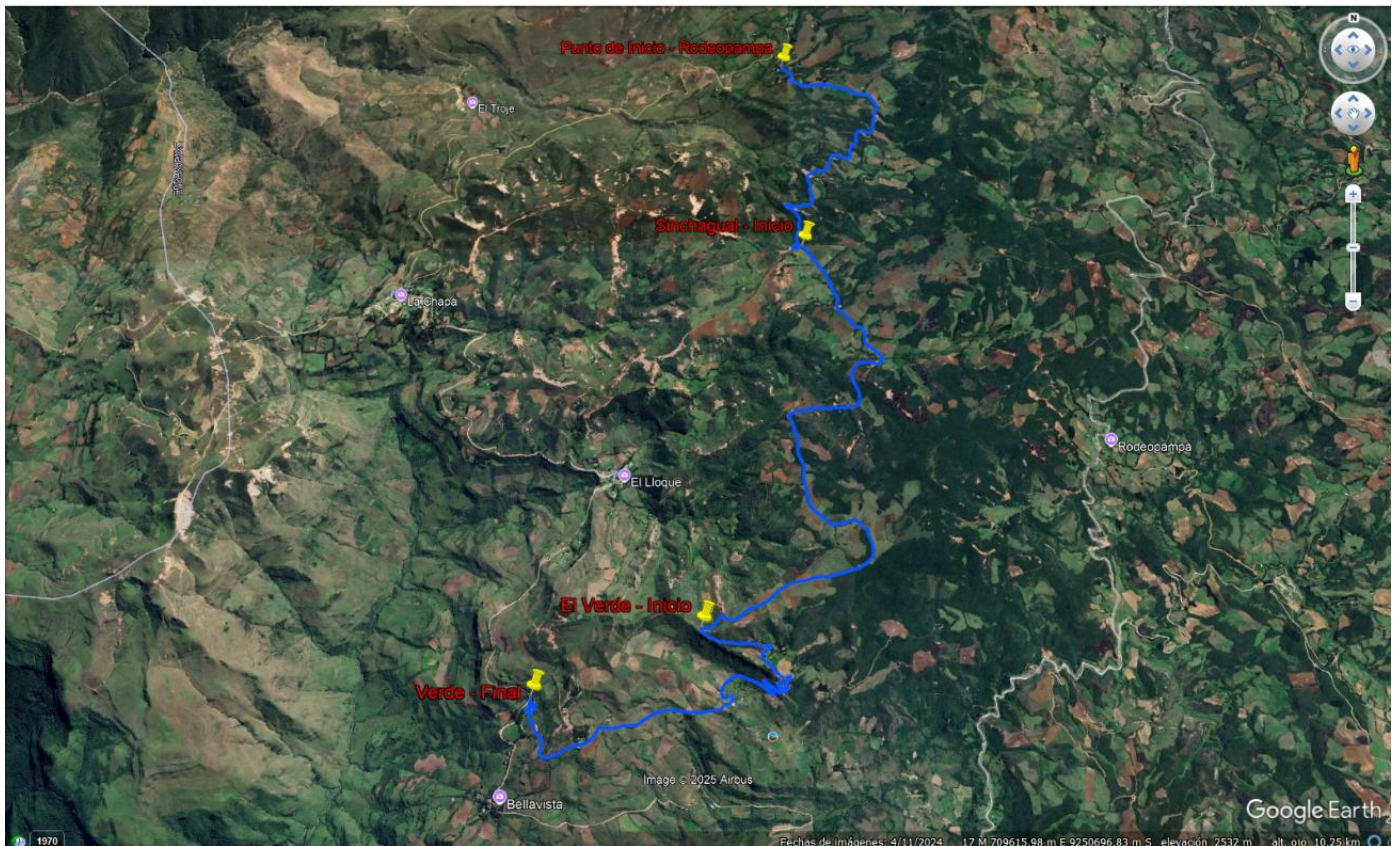 N
Punto de Inicio - Rodeopampa
El Troje
Sinchagual - Inicio
La Chapa
Rodeopampa
El Lloque
El Verde - Inicio
Verde - Final
Image © 2025 Airbus
Bellavista
Google Earth
1970
Fechas de imágenes: 4/11/2024 17 M 709615.98 m E 9250696.83 m S elevación 2532 m alt. ojo 10.25 km